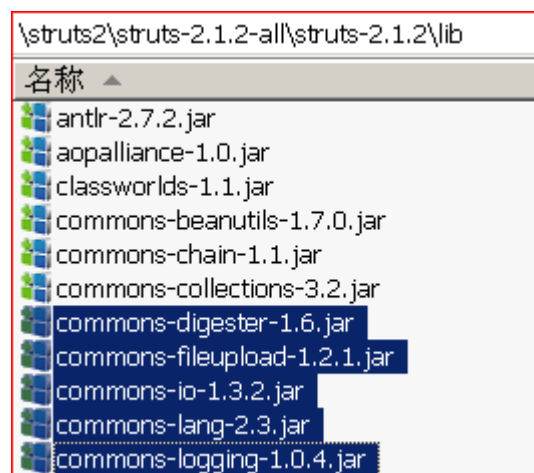 \struts2\struts-2.1.2-all\struts-2.1.2\lib
名称
antlr-2.7.2.jar
aopalliance-1.0.jar
classworlds-1.1.jar
commons-beanutils-1.7.0.jar
commons-chain-1.1.jar
commons-collections-3.2.jar
commons-digester-1.6.jar
commons-fileupload-1.2.1.jar
commons-io-1.3.2.jar
commons-lang-2.3.jar
commons-logging-1.0.4.jar